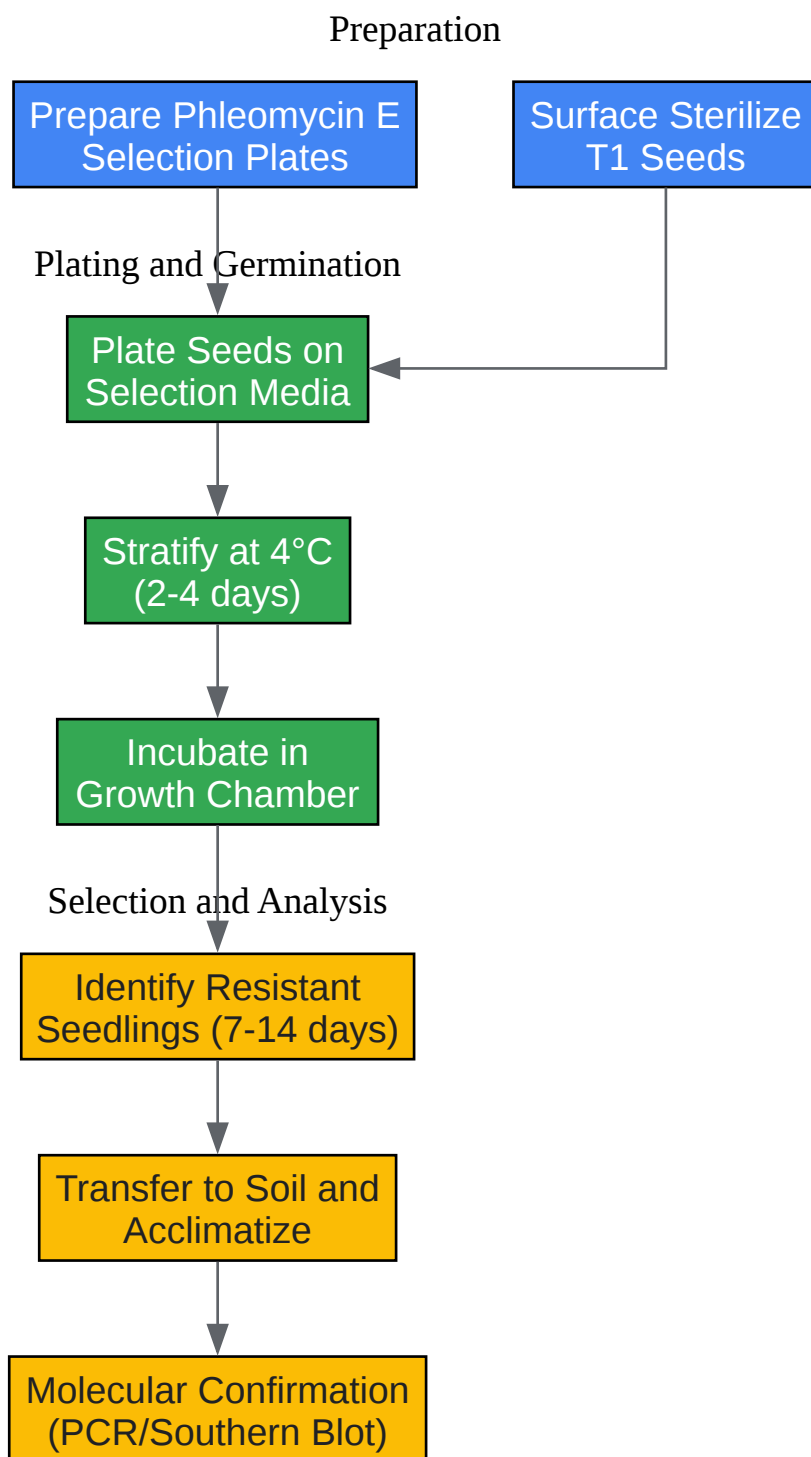 Preparation
Prepare Phleomycin E
Selection Plates
Surface Sterilize
T1 Seeds
Plating and Germination
Plate Seeds on
Selection Media
Stratify at 4°C
(2-4 days)
Incubate in
Growth Chamber
Selection and Analysis
Identify Resistant
Seedlings (7-14 days)
Transfer to Soil and
Acclimatize
Molecular Confirmation
(PCR/Southern Blot)